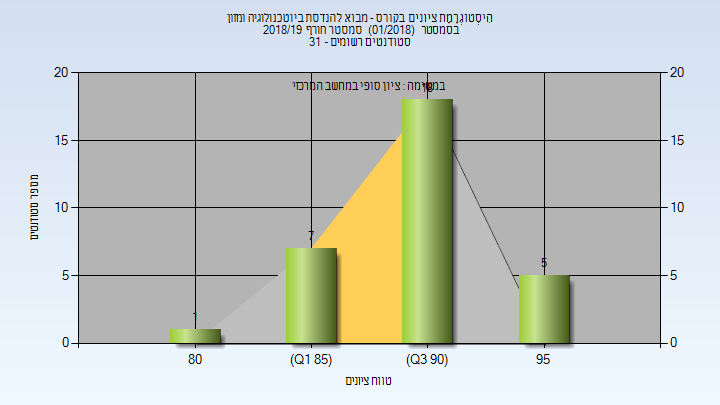 היסטוגרמת ציונים בקורס - מבוא להנדסת ביוטכנולוגיה ומזון
בסמסטר (01/2018) סמסטר חורף 2018/19
סטודנטים רשומים - 31
במשימה : ציון סופי במחשב המרכזי
20 20
15 15
10 10
5 5
0 0
מספר סטודנטים
1 7 18 5
80 (Q1 85) (Q3 90) 95
טווח ציונים